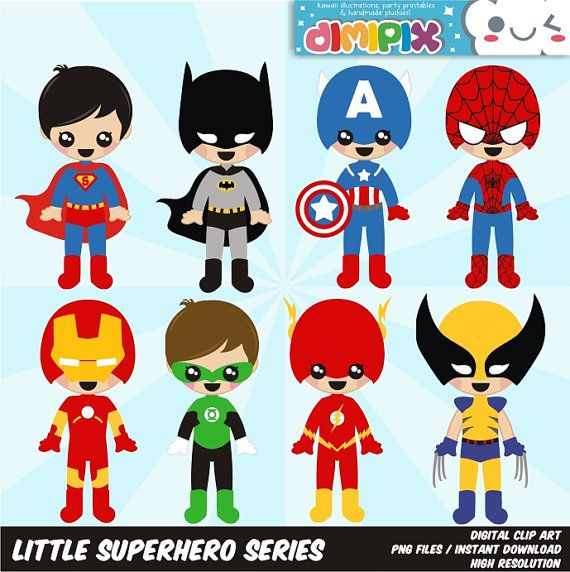 kawaii illustrations, party printables
& handmade plushies!
dimipix
S
A
LITTLE SUPERHERO SERIES
DIGITAL CLIP ART
PNG FILES / INSTANT DOWNLOAD
HIGH RESOLUTION